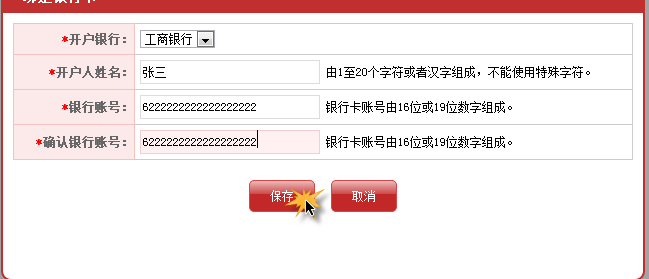 *开户银行： 工商银行
*开户人姓名： 张三 由1至20个字符或者汉字组成，不能使用特殊字符。
*银行账号： 6222222222222222222 银行卡账号由16位或19位数字组成。
*确认银行账号： 6222222222222222222 银行卡账号由16位或19位数字组成。
保存 取消